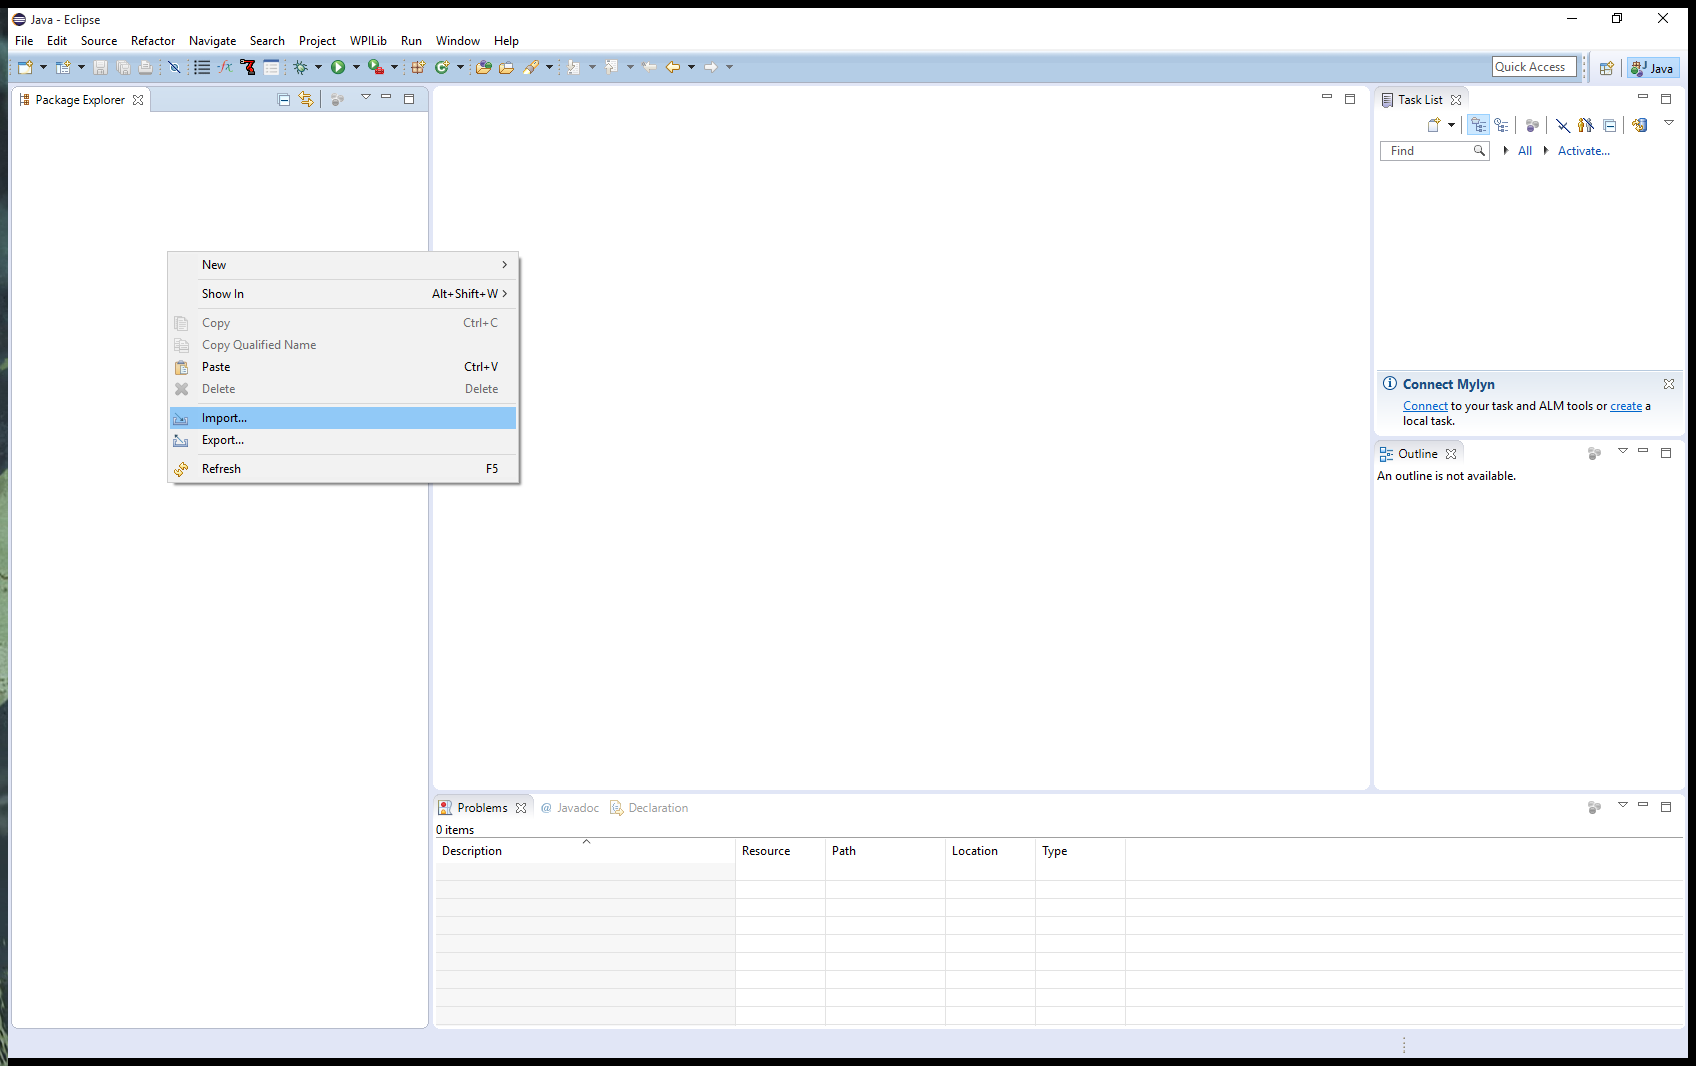 Java - Eclipse
File Edit Source Refactor Navigate Search Project WPILib Run Window Help
Quick Access Java
Package Explorer
New
Show In Alt+Shift+W
Copy Ctrl+C
Copy Qualified Name
Paste Ctrl+V
Delete Delete
Import...
Export...
Refresh F5
Task List
Find All Activate...
Connect Mylyn
Connect to your task and ALM tools or create a
local task.
Outline
An outline is not available.
Problems @ Javadoc Declaration
0 items
Description Resource Path Location Type